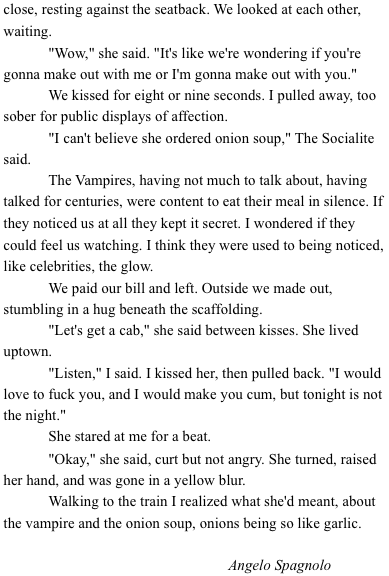 close, resting against the seatback. We looked at each other,
waiting.
"Wow," she said. "It's like we're wondering if you're
gonna make out with me or I'm gonna make out with you."
We kissed for eight or nine seconds. I pulled away, too
sober for public displays of affection.
"I can't believe she ordered onion soup," The Socialite
said.
The Vampires, having not much to talk about, having
talked for centuries, were content to eat their meal in silence. If
they noticed us at all they kept it secret. I wondered if they
could feel us watching. I think they were used to being noticed,
like celebrities, the glow.
We paid our bill and left. Outside we made out,
stumbling in a hug beneath the scaffolding.
"Let's get a cab," she said between kisses. She lived
uptown.
"Listen," I said. I kissed her, then pulled back. "I would
love to fuck you, and I would make you cum, but tonight is not
the night."
She stared at me for a beat.
"Okay," she said, curt but not angry. She turned, raised
her hand, and was gone in a yellow blur.
Walking to the train I realized what she'd meant, about
the vampire and the onion soup, onions being so like garlic.
Angelo Spagnolo